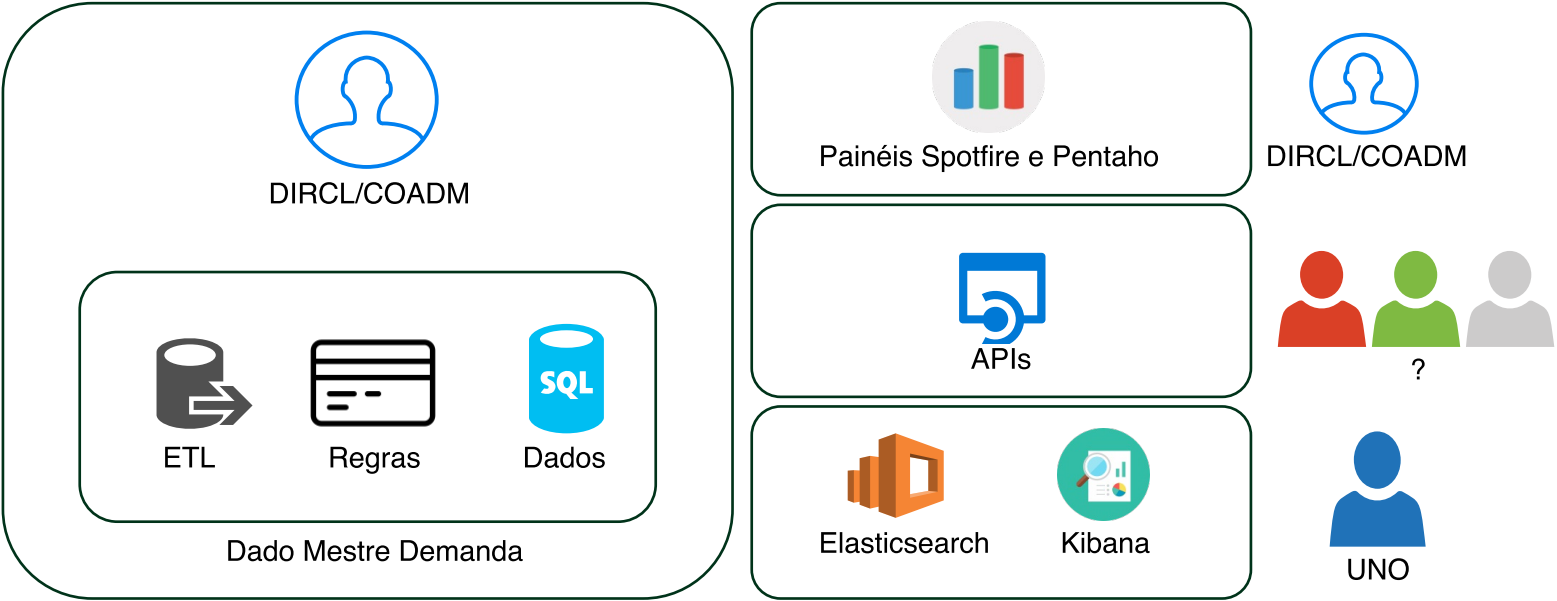 DIRCL/COADM
SQL
ETL
Regras
Dados
Dado Mestre Demanda
Painéis Spotfire e Pentaho
DIRCL/COADM
APIs
?
Elasticsearch
Kibana
UNO